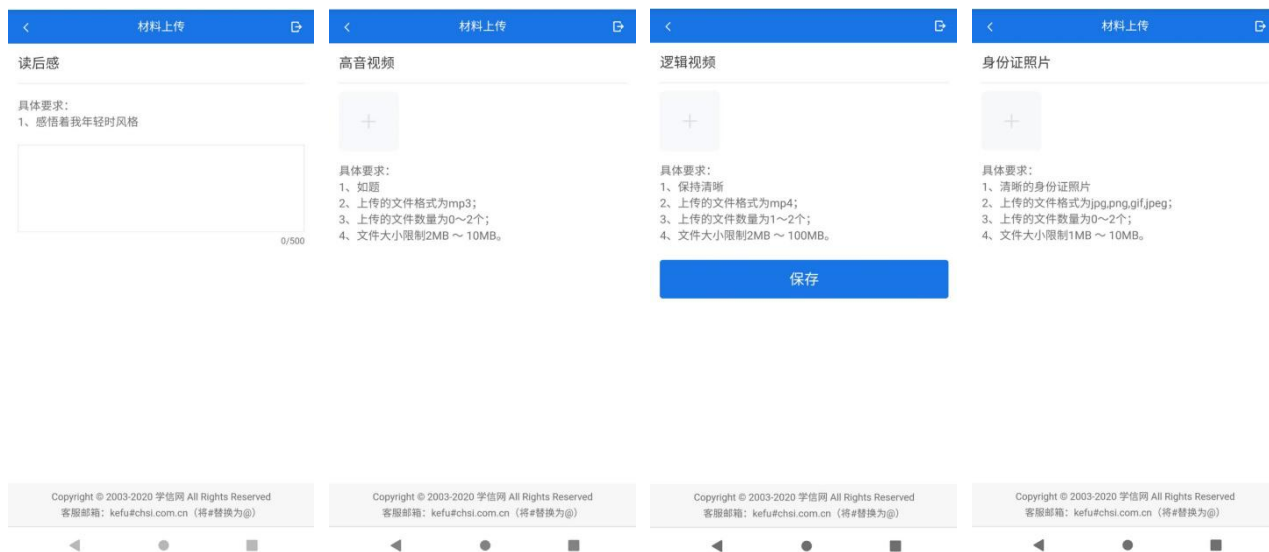 材料上传
读后感
具体要求：
1、感悟着我年轻时风格
0/500
Copyright © 2003-2020 学信网 All Rights Reserved
客服邮箱：kefu#chsi.com.cn（将#替换为@）
材料上传
高音视频
具体要求：
1、如题
2、上传的文件格式为mp3；
3、上传的文件数量为0～2个；
4、文件大小限制2MB ～ 10MB。
Copyright © 2003-2020 学信网 All Rights Reserved
客服邮箱：kefu#chsi.com.cn（将#替换为@）
逻辑视频
具体要求：
1、保持清晰
2、上传的文件格式为mp4；
3、上传的文件数量为1～2个；
4、文件大小限制2MB ～ 100MB。
保存
Copyright © 2003-2020 学信网 All Rights Reserved
客服邮箱：kefu#chsi.com.cn（将#替换为@）
材料上传
身份证照片
具体要求：
1、清晰的身份证照片
2、上传的文件格式为jpg,png,gif,jpeg；
3、上传的文件数量为0～2个；
4、文件大小限制1MB ～ 10MB。
Copyright © 2003-2020 学信网 All Rights Reserved
客服邮箱：kefu#chsi.com.cn（将#替换为@）